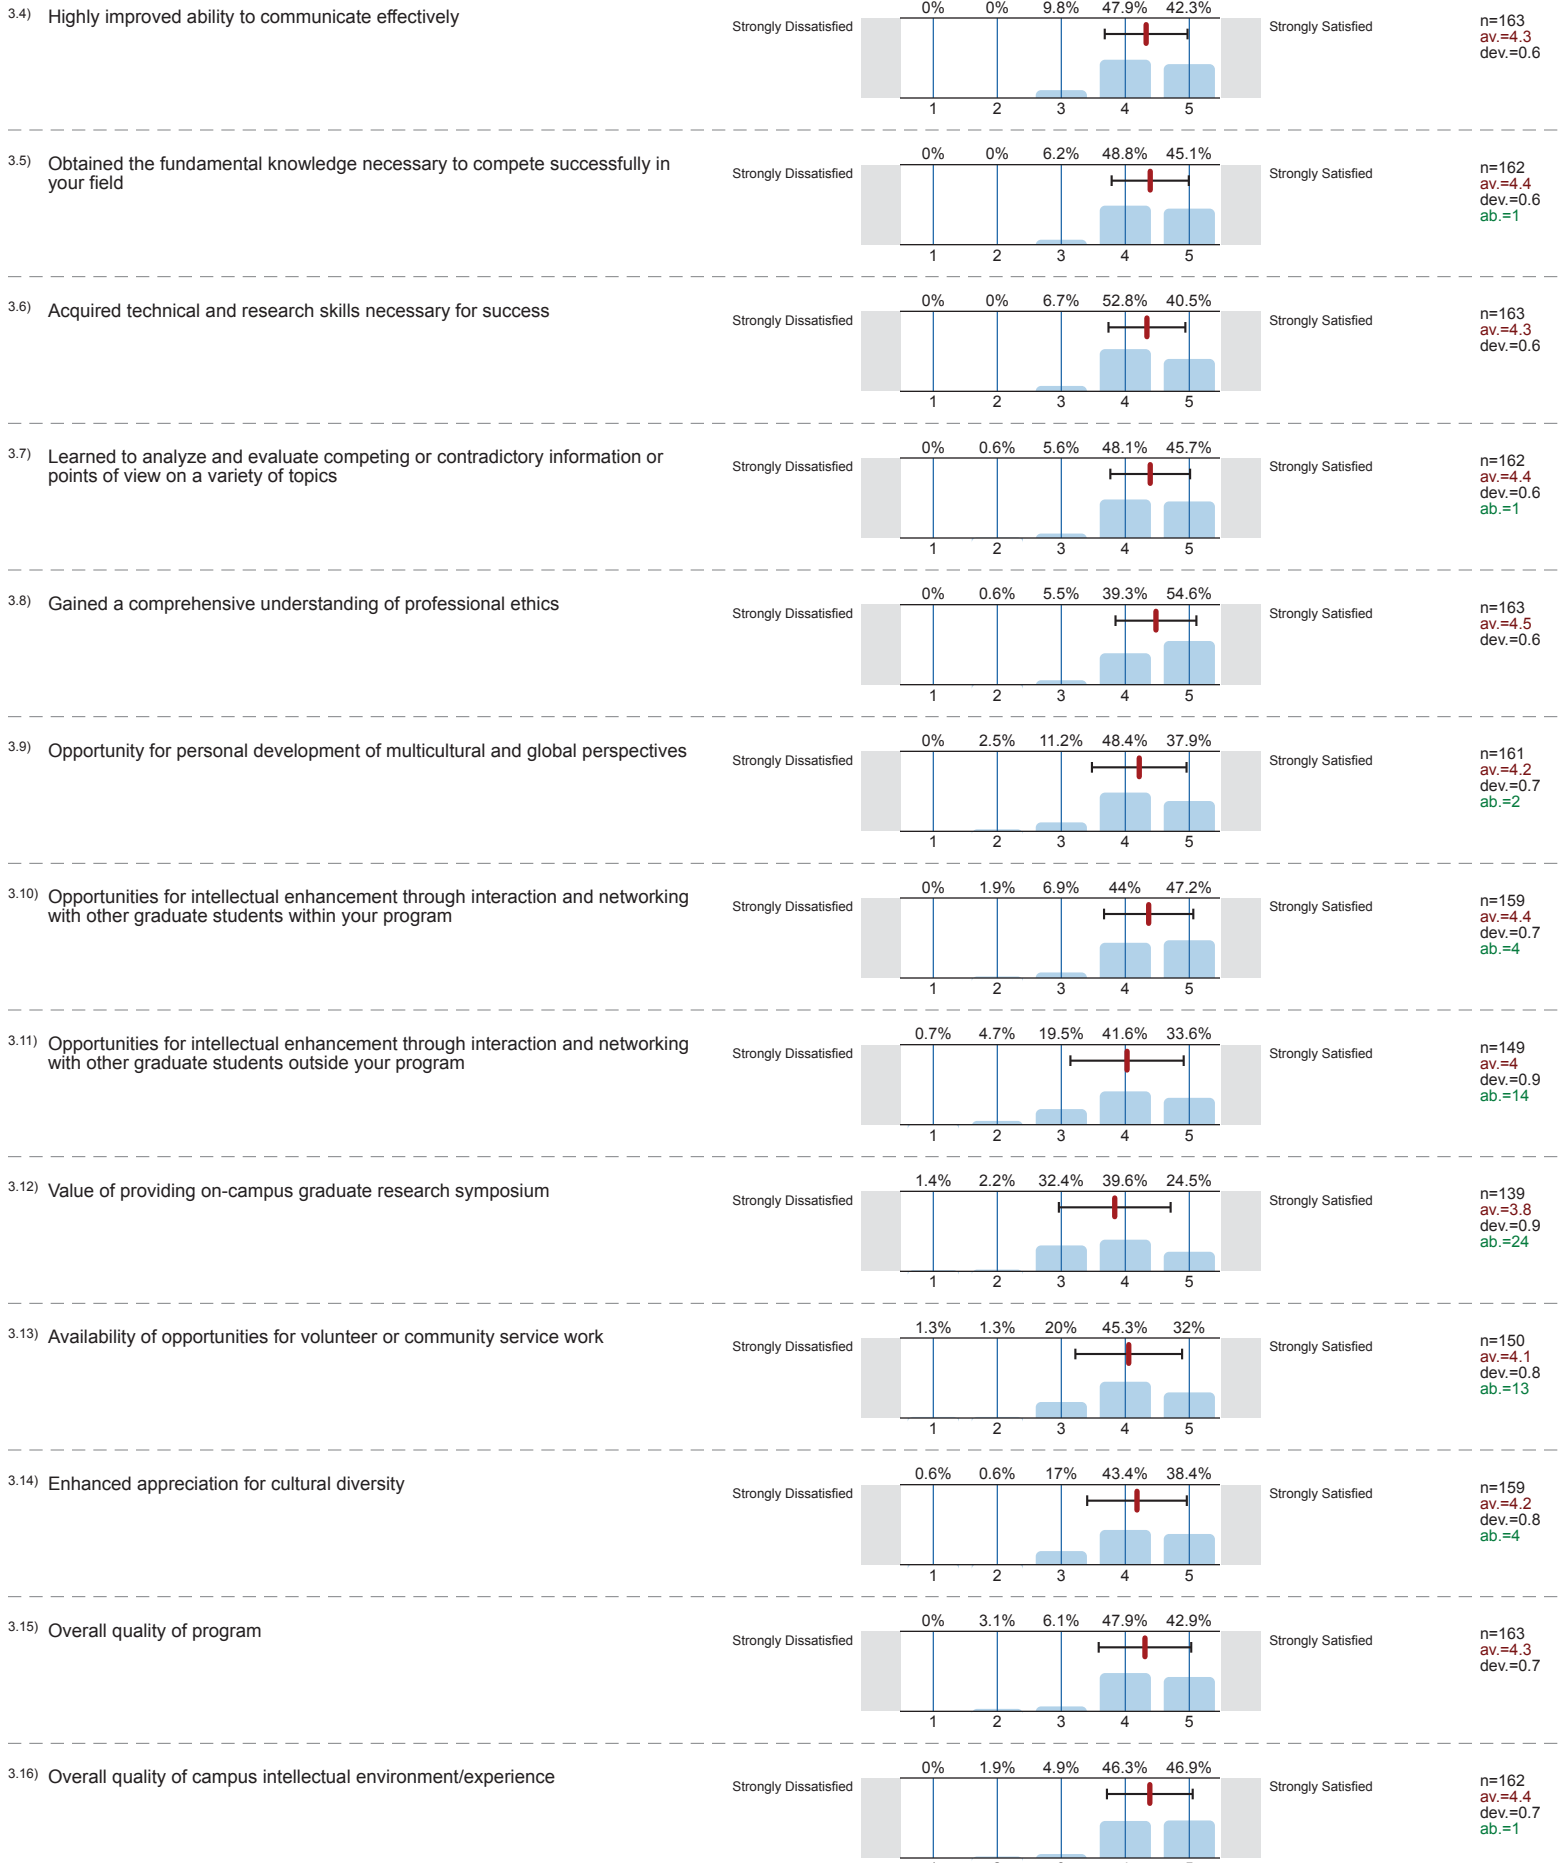 3.4) Highly improved ability to communicate effectively
0% 0% 9.8% 47.9% 42.3%
Strongly Dissatisfied
Strongly Satisfied
n=163
av.=4.3
dev.=0.6
1 2 3 4 5
3.5) Obtained the fundamental knowledge necessary to compete successfully in
your field
0% 0% 6.2% 48.8% 45.1%
Strongly Dissatisfied
Strongly Satisfied
n=162
av.=4.4
dev.=0.6
ab.=1
1 2 3 4 5
3.6) Acquired technical and research skills necessary for success
0% 0% 6.7% 52.8% 40.5%
Strongly Dissatisfied
Strongly Satisfied
n=163
av.=4.3
dev.=0.6
1 2 3 4 5
3.7) Learned to analyze and evaluate competing or contradictory information or
points of view on a variety of topics
0% 0.6% 5.6% 48.1% 45.7%
Strongly Dissatisfied
Strongly Satisfied
n=162
av.=4.4
dev.=0.6
ab.=1
1 2 3 4 5
3.8) Gained a comprehensive understanding of professional ethics
0% 0.6% 5.5% 39.3% 54.6%
Strongly Dissatisfied
Strongly Satisfied
n=163
av.=4.5
dev.=0.6
1 2 3 4 5
3.9) Opportunity for personal development of multicultural and global perspectives
0% 2.5% 11.2% 48.4% 37.9%
Strongly Dissatisfied
Strongly Satisfied
n=161
av.=4.2
dev.=0.7
ab.=2
1 2 3 4 5
3.10) Opportunities for intellectual enhancement through interaction and networking
with other graduate students within your program
0% 1.9% 6.9% 44% 47.2%
Strongly Dissatisfied
Strongly Satisfied
n=159
av.=4.4
dev.=0.7
ab.=4
1 2 3 4 5
3.11) Opportunities for intellectual enhancement through interaction and networking
with other graduate students outside your program
0.7% 4.7% 19.5% 41.6% 33.6%
Strongly Dissatisfied
Strongly Satisfied
n=149
av.=4
dev.=0.9
ab.=14
1 2 3 4 5
3.12) Value of providing on-campus graduate research symposium
1.4% 2.2% 32.4% 39.6% 24.5%
Strongly Dissatisfied
Strongly Satisfied
n=139
av.=3.8
dev.=0.9
ab.=24
1 2 3 4 5
3.13) Availability of opportunities for volunteer or community service work
1.3% 1.3% 20% 45.3% 32%
Strongly Dissatisfied
Strongly Satisfied
n=150
av.=4.1
dev.=0.8
ab.=13
1 2 3 4 5
3.14) Enhanced appreciation for cultural diversity
0.6% 0.6% 17% 43.4% 38.4%
Strongly Dissatisfied
Strongly Satisfied
n=159
av.=4.2
dev.=0.8
ab.=4
1 2 3 4 5
3.15) Overall quality of program
0% 3.1% 6.1% 47.9% 42.9%
Strongly Dissatisfied
Strongly Satisfied
n=163
av.=4.3
dev.=0.7
1 2 3 4 5
3.16) Overall quality of campus intellectual environment/experience
0% 1.9% 4.9% 46.3% 46.9%
Strongly Dissatisfied
Strongly Satisfied
n=162
av.=4.4
dev.=0.7
ab.=1